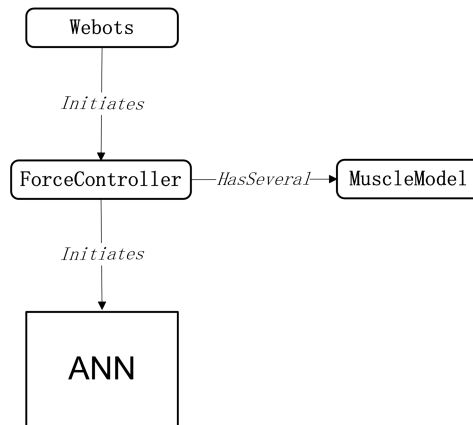 Webots
Initiates
ForceController
HasSeveral
MuscleModel
Initiates
ANN